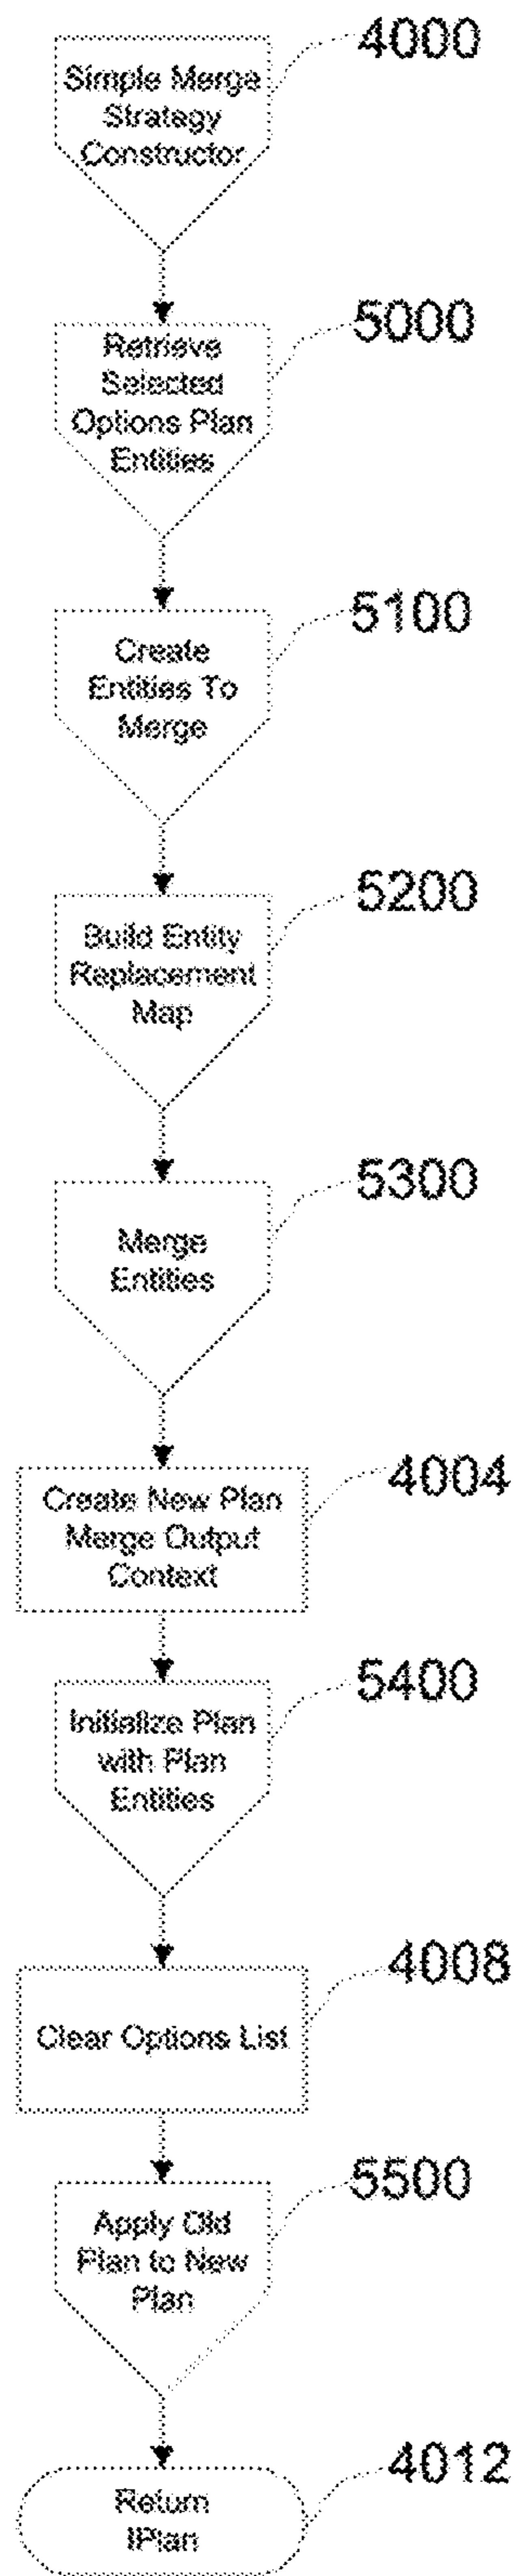 4000
Simple Merge
Strategy
Constructor
5000
Retrieve
Selected
Options Plan
Entities
5100
Create
Entities To
Merge
5200
Build Entity
Replacement
Map
5300
Merge
Entities
4004
Create New Plan
Merge Output
Context
5400
Initialize Plan
with Plan
Entities
4008
Clear Options List
5500
Apply Old
Plan to New
Plan
4012
Return
IPlan